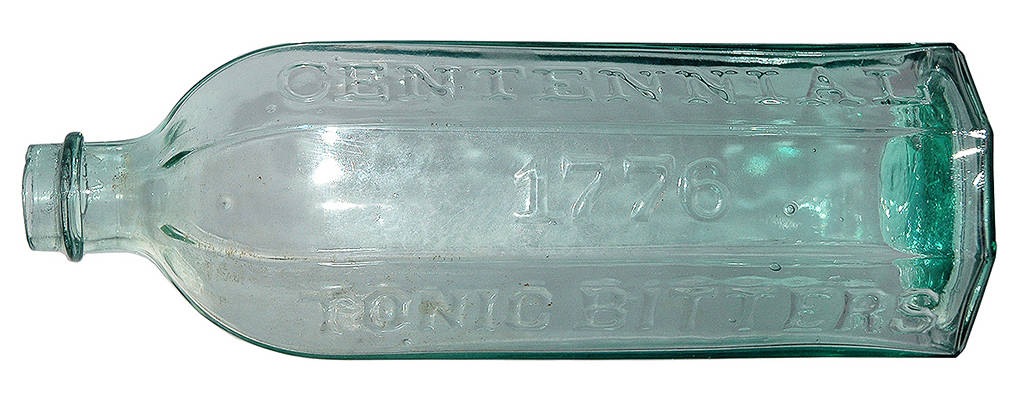 CENTENNIAL
1776
TONIC BITTERS